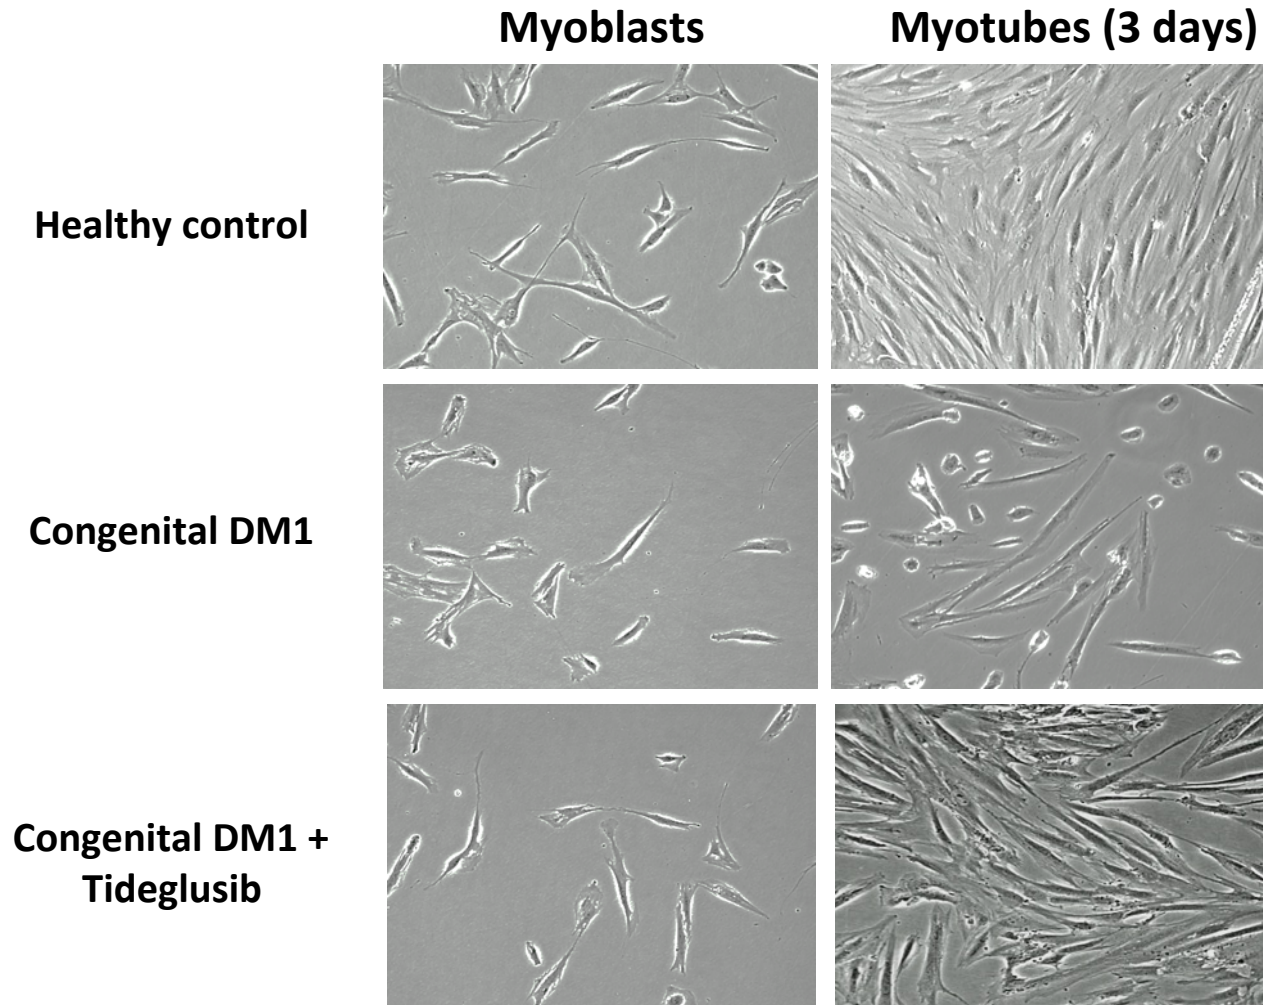 Myoblasts
Myotubes (3 days)
Healthy control
Congenital DM1
Congenital DM1 +
Tideglusib